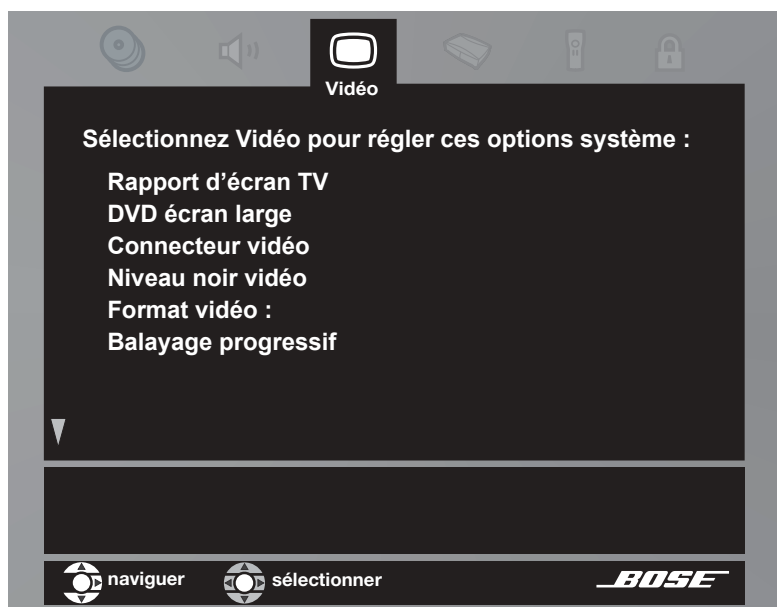 Vidéo
Sélectionnez Vidéo pour régler ces options système :
Rapport d'écran TV
DVD écran large
Connecteur vidéo
Niveau noir vidéo
Format vidéo :
Balayage progressif
naviguer sélectionner BOSE